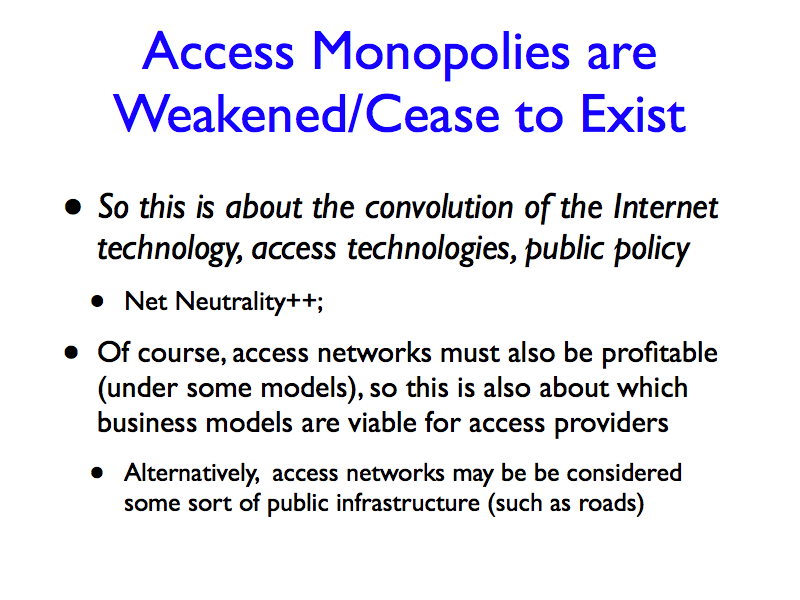 Access Monopolies are
Weakened/Cease to Exist
• So this is about the convolution of the Internet
technology, access technologies, public policy
• Net Neutrality++;
• Of course, access networks must also be profitable
(under some models), so this is also about which
business models are viable for access providers
• Alternatively,  access networks may be be considered
some sort of public infrastructure (such as roads)